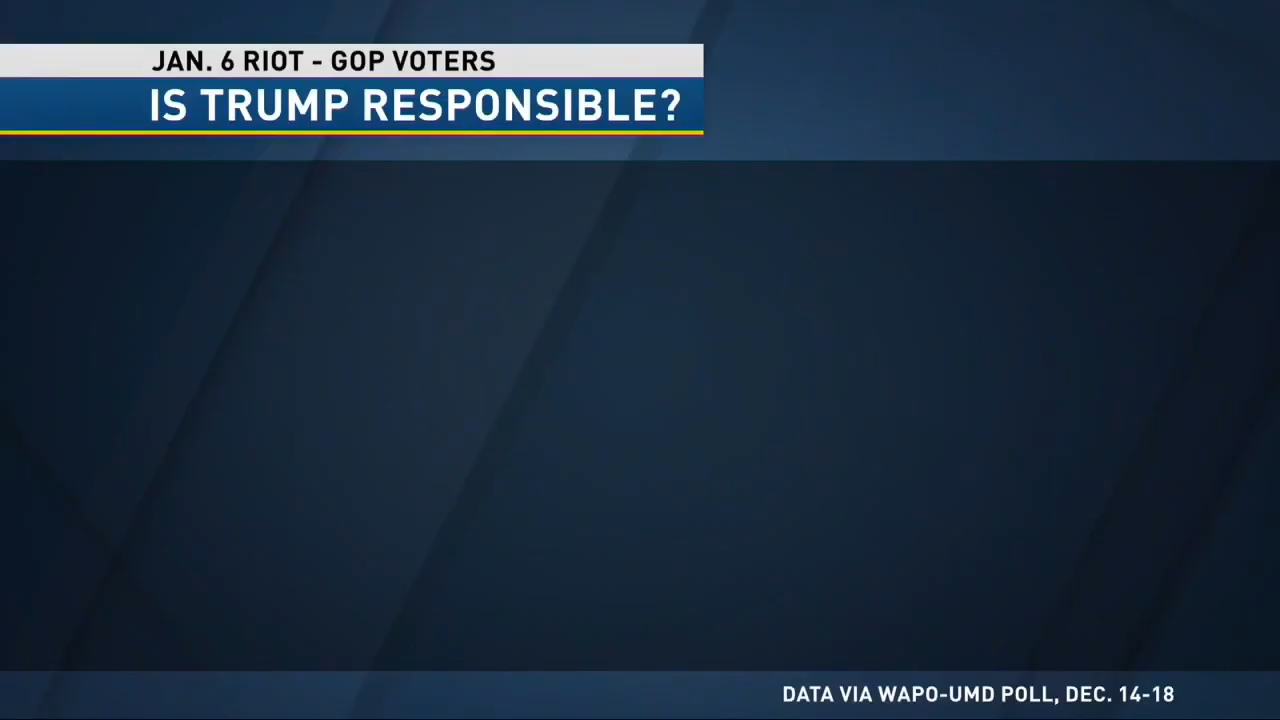 JAN. 6 RIOT - GOP VOTERS
IS TRUMP RESPONSIBLE?
DATA VIA WAPO-UMD POLL, DEC. 14-18